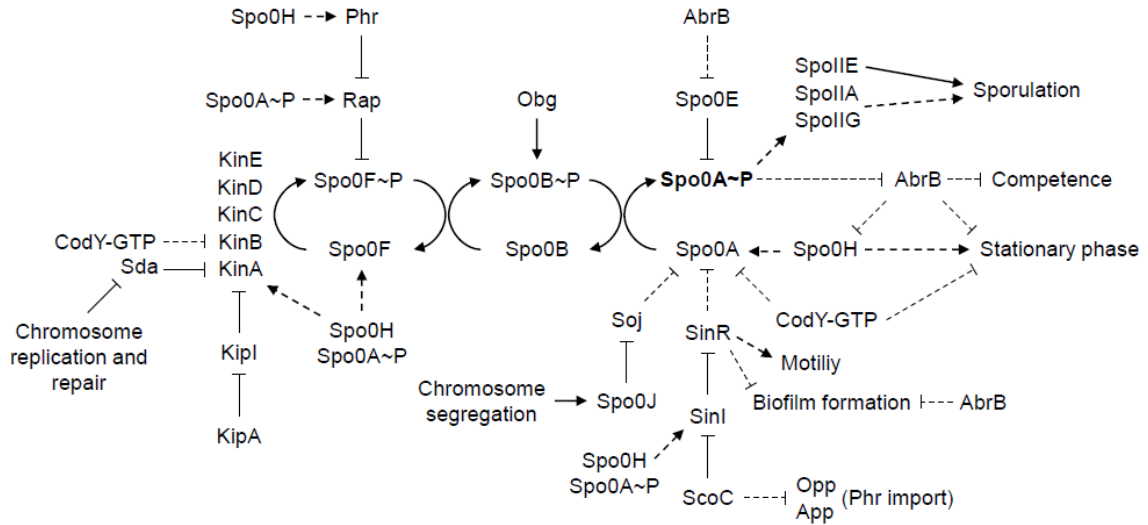 Spo0H
Phr
AbrB
SpoIIE
SpoIIA
SpoIIG
Sporulation
Spo0A~P
Rap
Obg
Spo0E
KinE
KinD
KinC
KinB
KinA
Spo0F~P
Spo0B~P
Spo0A~P
AbrB
Competence
CodY-GTP
Sda
Spo0F
Spo0B
Spo0A
Spo0H
Stationary phase
Chromosome
replication and
repair
KipI
Spo0H
Spo0A~P
Soj
SinR
CodY-GTP
Motiliy
Chromosome
segregation
Spo0J
SinI
Biofilm formation
AbrB
KipA
Spo0H
Spo0A~P
ScoC
Opp
App
(Phr import)